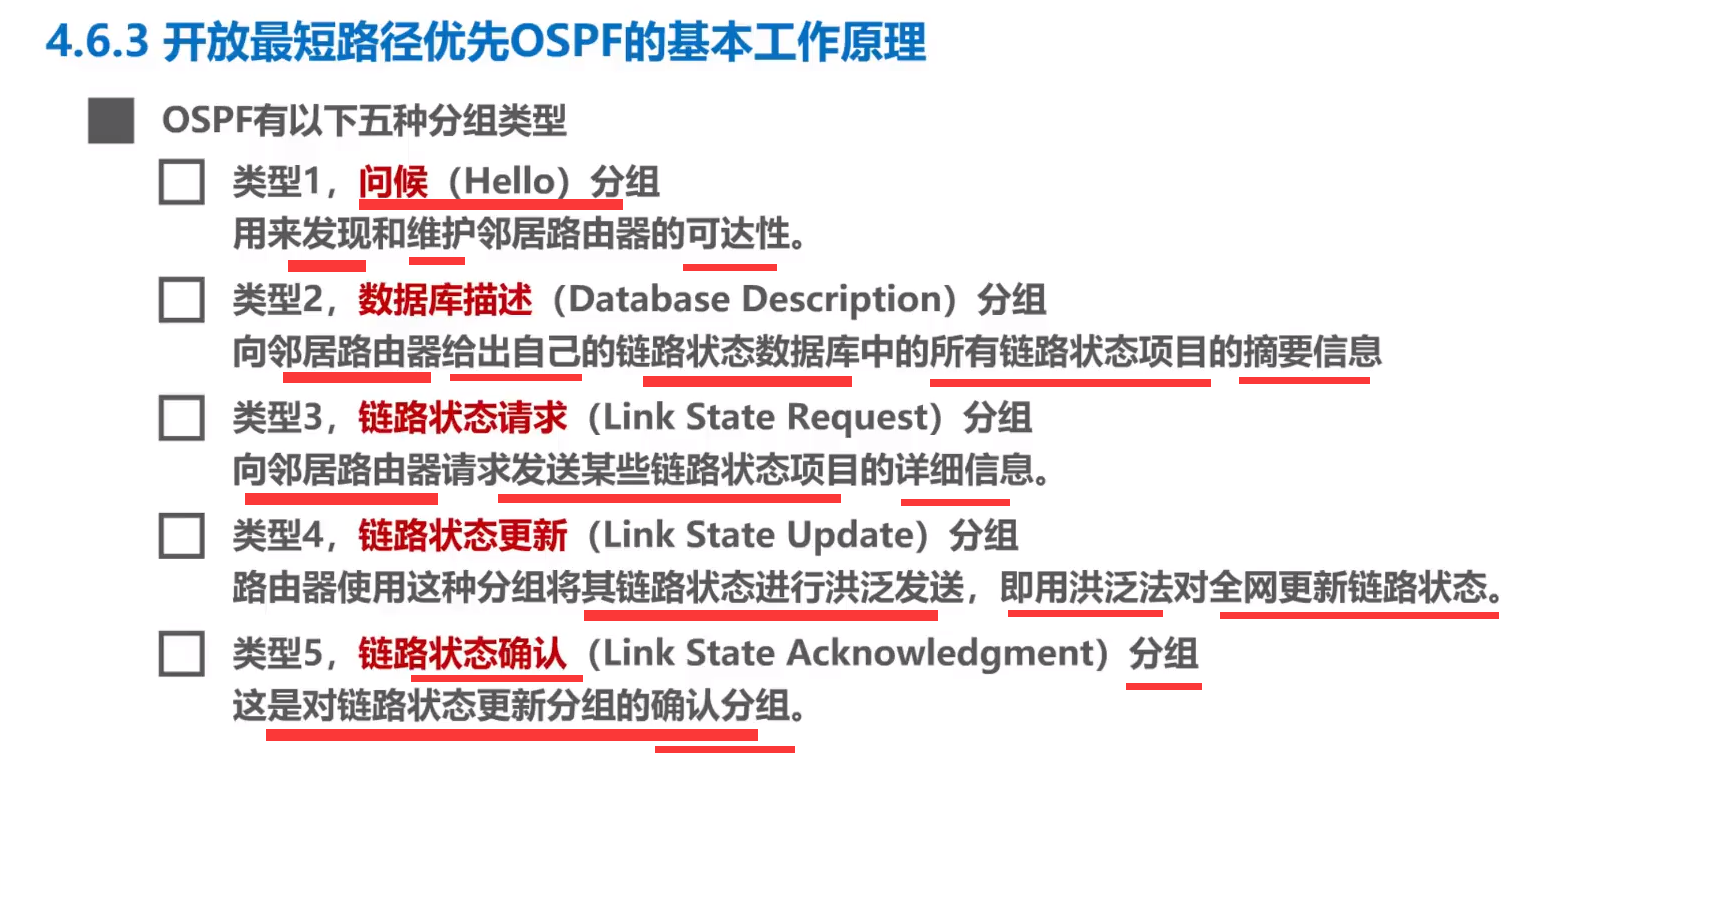 4.6.3 开放最短路径优先OSPF的基本工作原理
OSPF有以下五种分组类型
类型1，问候（Hello）分组
用来发现和维护邻居路由器的可达性。
类型2，数据库描述（Database Description）分组
向邻居路由器给出自己的链路状态数据库中的所有链路状态项目的摘要信息
类型3，链路状态请求（Link State Request）分组
向邻居路由器请求发送某些链路状态项目的详细信息。
类型4，链路状态更新（Link State Update）分组
路由器使用这种分组将其链路状态进行洪泛发送，即用洪泛法对全网更新链路状态。
类型5，链路状态确认（Link State Acknowledgment）分组
这是对链路状态更新分组的确认分组。